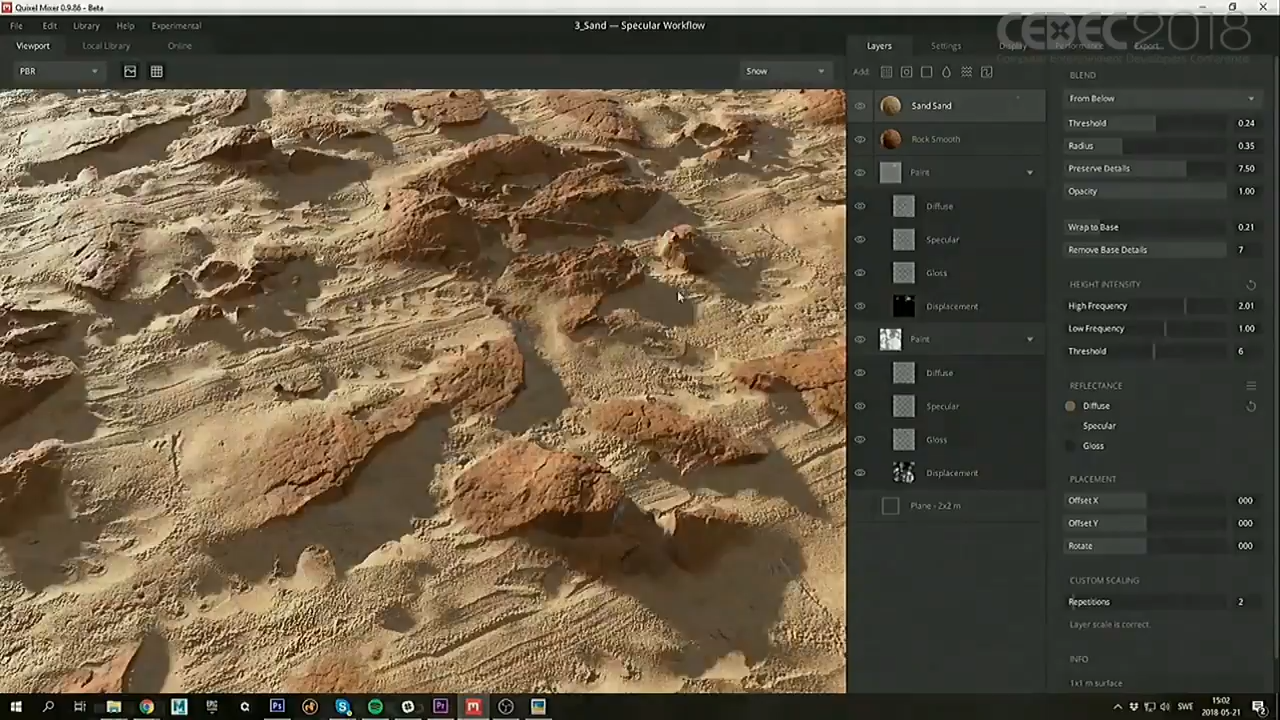 Quixel Mixer 0.9.86 - Beta
File Edit Library Help Experimental
3_Sand — Specular Workflow
CEDEC2018
Computer Entertainment Developers Conference
Viewport Local Library Online
Layers Settings Display Performance Export...
PBR
Snow
Add:
BLEND
From Below
Threshold 0.24
Radius 0.35
Preserve Details 7.50
Opacity 1.00
Wrap to Base 0.21
Remove Base Details 7
HEIGHT INTENSITY
High Frequency 2.01
Low Frequency 1.00
Threshold 6
REFLECTANCE
Diffuse
Specular
Gloss
PLACEMENT
Offset X 000
Offset Y 000
Rotate 000
CUSTOM SCALING
Repetitions 2
Layer scale is correct.
INFO
1x1 m surface
Sand Sand
Rock Smooth
Paint
Diffuse
Specular
Gloss
Displacement
Paint
Diffuse
Specular
Gloss
Displacement
Plane - 2x2 m
SWE
15:02
2018-05-21